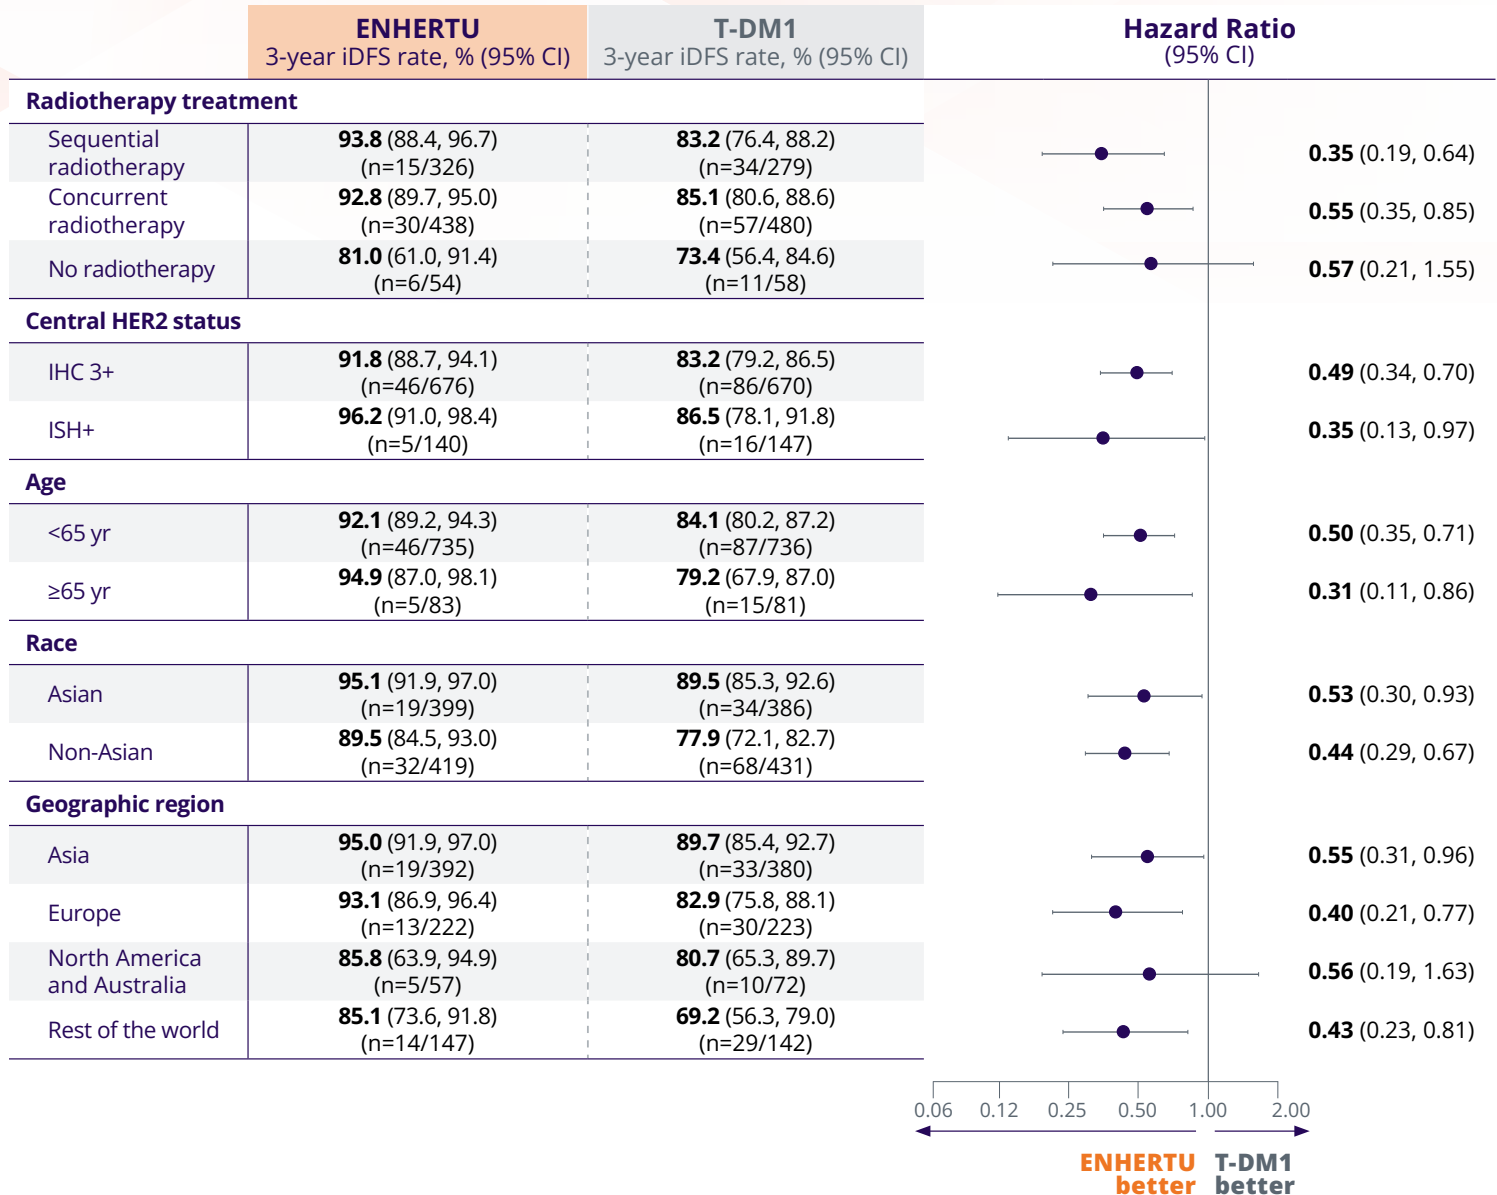 ENHERTU
3-year iDFS rate, % (95% CI)
T-DM1
3-year iDFS rate, % (95% CI)
Hazard Ratio
(95% CI)
Radiotherapy treatment
Sequential
radiotherapy
93.8 (88.4, 96.7)
(n=15/326)
83.2 (76.4, 88.2)
(n=34/279)
0.35 (0.19, 0.64)
Concurrent
radiotherapy
92.8 (89.7, 95.0)
(n=30/438)
85.1 (80.6, 88.6)
(n=57/480)
0.55 (0.35, 0.85)
No radiotherapy
81.0 (61.0, 91.4)
(n=6/54)
73.4 (56.4, 84.6)
(n=11/58)
0.57 (0.21, 1.55)
Central HER2 status
IHC 3+
91.8 (88.7, 94.1)
(n=46/676)
83.2 (79.2, 86.5)
(n=86/670)
0.49 (0.34, 0.70)
ISH+
96.2 (91.0, 98.4)
(n=5/140)
86.5 (78.1, 91.8)
(n=16/147)
0.35 (0.13, 0.97)
Age
<65 yr
92.1 (89.2, 94.3)
(n=46/735)
84.1 (80.2, 87.2)
(n=87/736)
0.50 (0.35, 0.71)
≥65 yr
94.9 (87.0, 98.1)
(n=5/83)
79.2 (67.9, 87.0)
(n=15/81)
0.31 (0.11, 0.86)
Race
Asian
95.1 (91.9, 97.0)
(n=19/399)
89.5 (85.3, 92.6)
(n=34/386)
0.53 (0.30, 0.93)
Non-Asian
89.5 (84.5, 93.0)
(n=32/419)
77.9 (72.1, 82.7)
(n=68/431)
0.44 (0.29, 0.67)
Geographic region
Asia
95.0 (91.9, 97.0)
(n=19/392)
89.7 (85.4, 92.7)
(n=33/380)
0.55 (0.31, 0.96)
Europe
93.1 (86.9, 96.4)
(n=13/222)
82.9 (75.8, 88.1)
(n=30/223)
0.40 (0.21, 0.77)
North America
and Australia
85.8 (63.9, 94.9)
(n=5/57)
80.7 (65.3, 89.7)
(n=10/72)
0.56 (0.19, 1.63)
Rest of the world
85.1 (73.6, 91.8)
(n=14/147)
69.2 (56.3, 79.0)
(n=29/142)
0.43 (0.23, 0.81)
0.06 0.12 0.25 0.50 1.00 2.00
ENHERTU
better
T-DM1
better